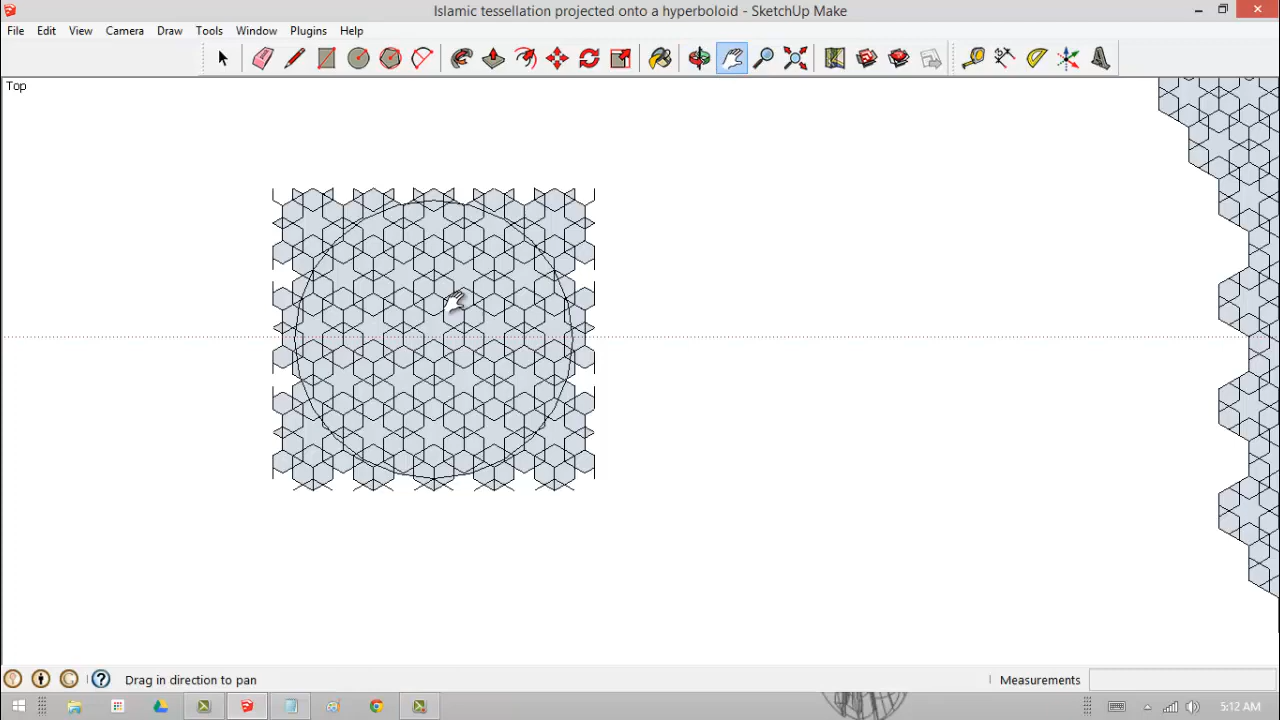 Islamic tessellation projected onto a hyperboloid - SketchUp Make
File Edit View Camera Draw Tools Window Plugins Help
Top
Drag in direction to pan
Measurements
5:12 AM